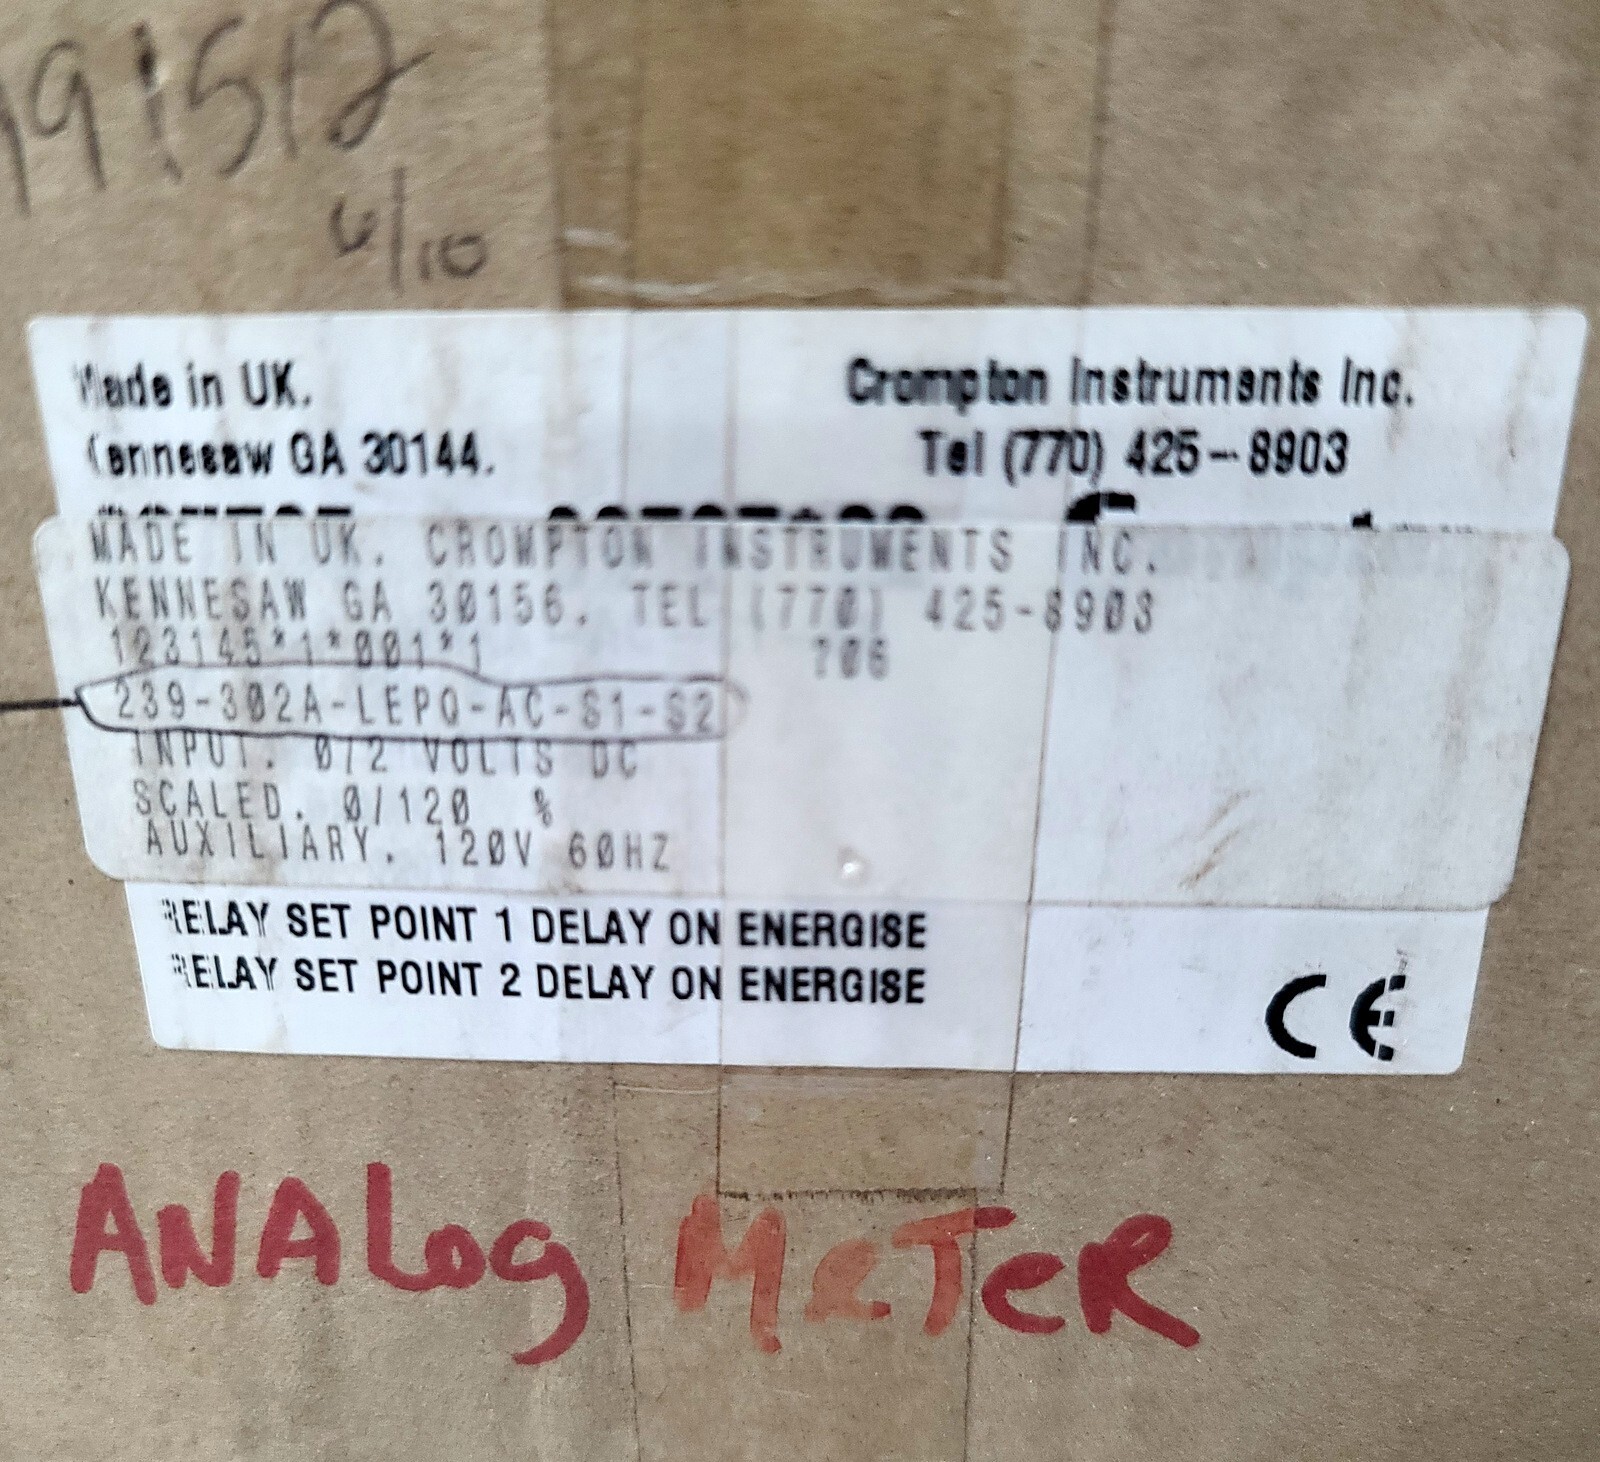 91512
6/10
Made in UK.
Crompton Instruments Inc.
Kennesaw GA 30144.
Tel (770) 425-8903
MADE IN UK. CROMPTON INSTRUMENTS INC.
KENNESAW GA 30156. TEL (770) 425-8903
123145*1*001*1 706
239-302A-LEPQ-AC-S1-S2
INPUT. 0/2 VOLTS DC
SCALED. 0/120 %
AUXILIARY. 120V 60HZ
RELAY SET POINT 1 DELAY ON ENERGISE
RELAY SET POINT 2 DELAY ON ENERGISE
CE
ANALog METeR